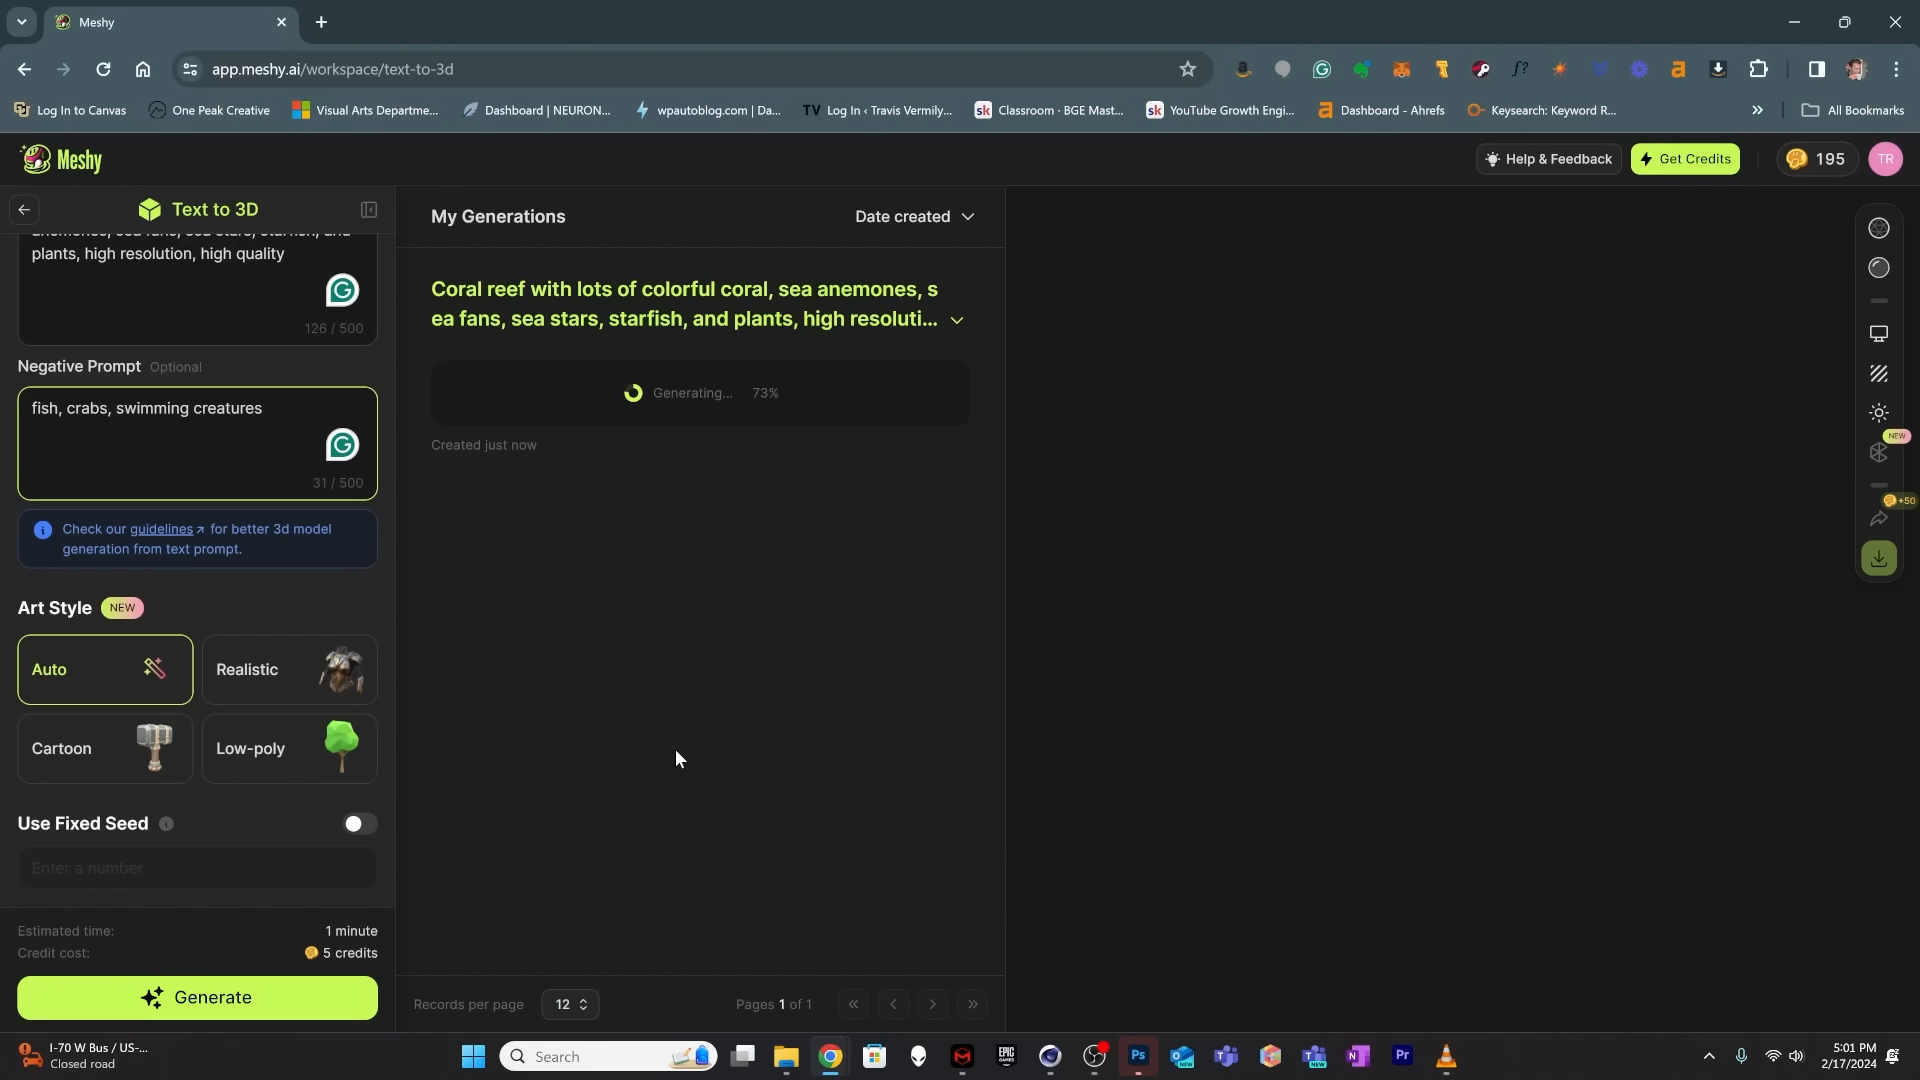 Meshy
app.meshy.ai/workspace/text-to-3d
Log In to Canvas
One Peak Creative
Visual Arts Departme...
Dashboard | NEURON...
wpautoblog.com | Da...
TV Log In ‹ Travis Vermily...
sk Classroom · BGE Mast...
sk YouTube Growth Engi...
Dashboard - Ahrefs
Keysearch: Keyword R...
All Bookmarks
Meshy
Help & Feedback
Get Credits
195
TR
Text to 3D
My Generations
Date created
plants, high resolution, high quality
126 / 500
Negative Prompt Optional
fish, crabs, swimming creatures
31 / 500
Check our guidelines for better 3d model
generation from text prompt.
Art Style NEW
Auto
Realistic
Cartoon
Low-poly
Use Fixed Seed
Enter a number
Estimated time: 1 minute
Credit cost: 5 credits
Generate
Coral reef with lots of colorful coral, sea anemones, s
ea fans, sea stars, starfish, and plants, high resoluti...
Generating... 73%
Created just now
Records per page 12
Pages 1 of 1
NEW
+50
I-70 W Bus / US-...
Closed road
Search
5:01 PM
2/17/2024